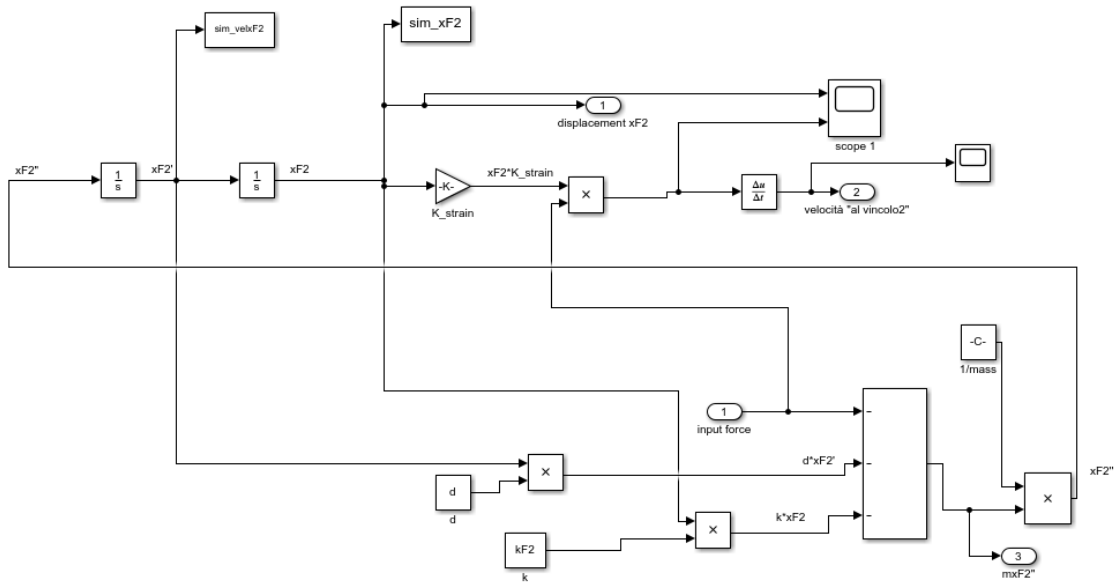 sim_velxF2
sim_xF2
1
displacement xF2
scope 1
xF2''
1
s
xF2'
1
s
xF2
-K-
K_strain
xF2*K_strain
×
Δu
Δt
2
velocità "al vincolo2"
-C-
1/mass
1
input force
−
d*xF2'
−
k*xF2
−
d
d
×
kF2
k
×
×
xF2''
3
mxF2''